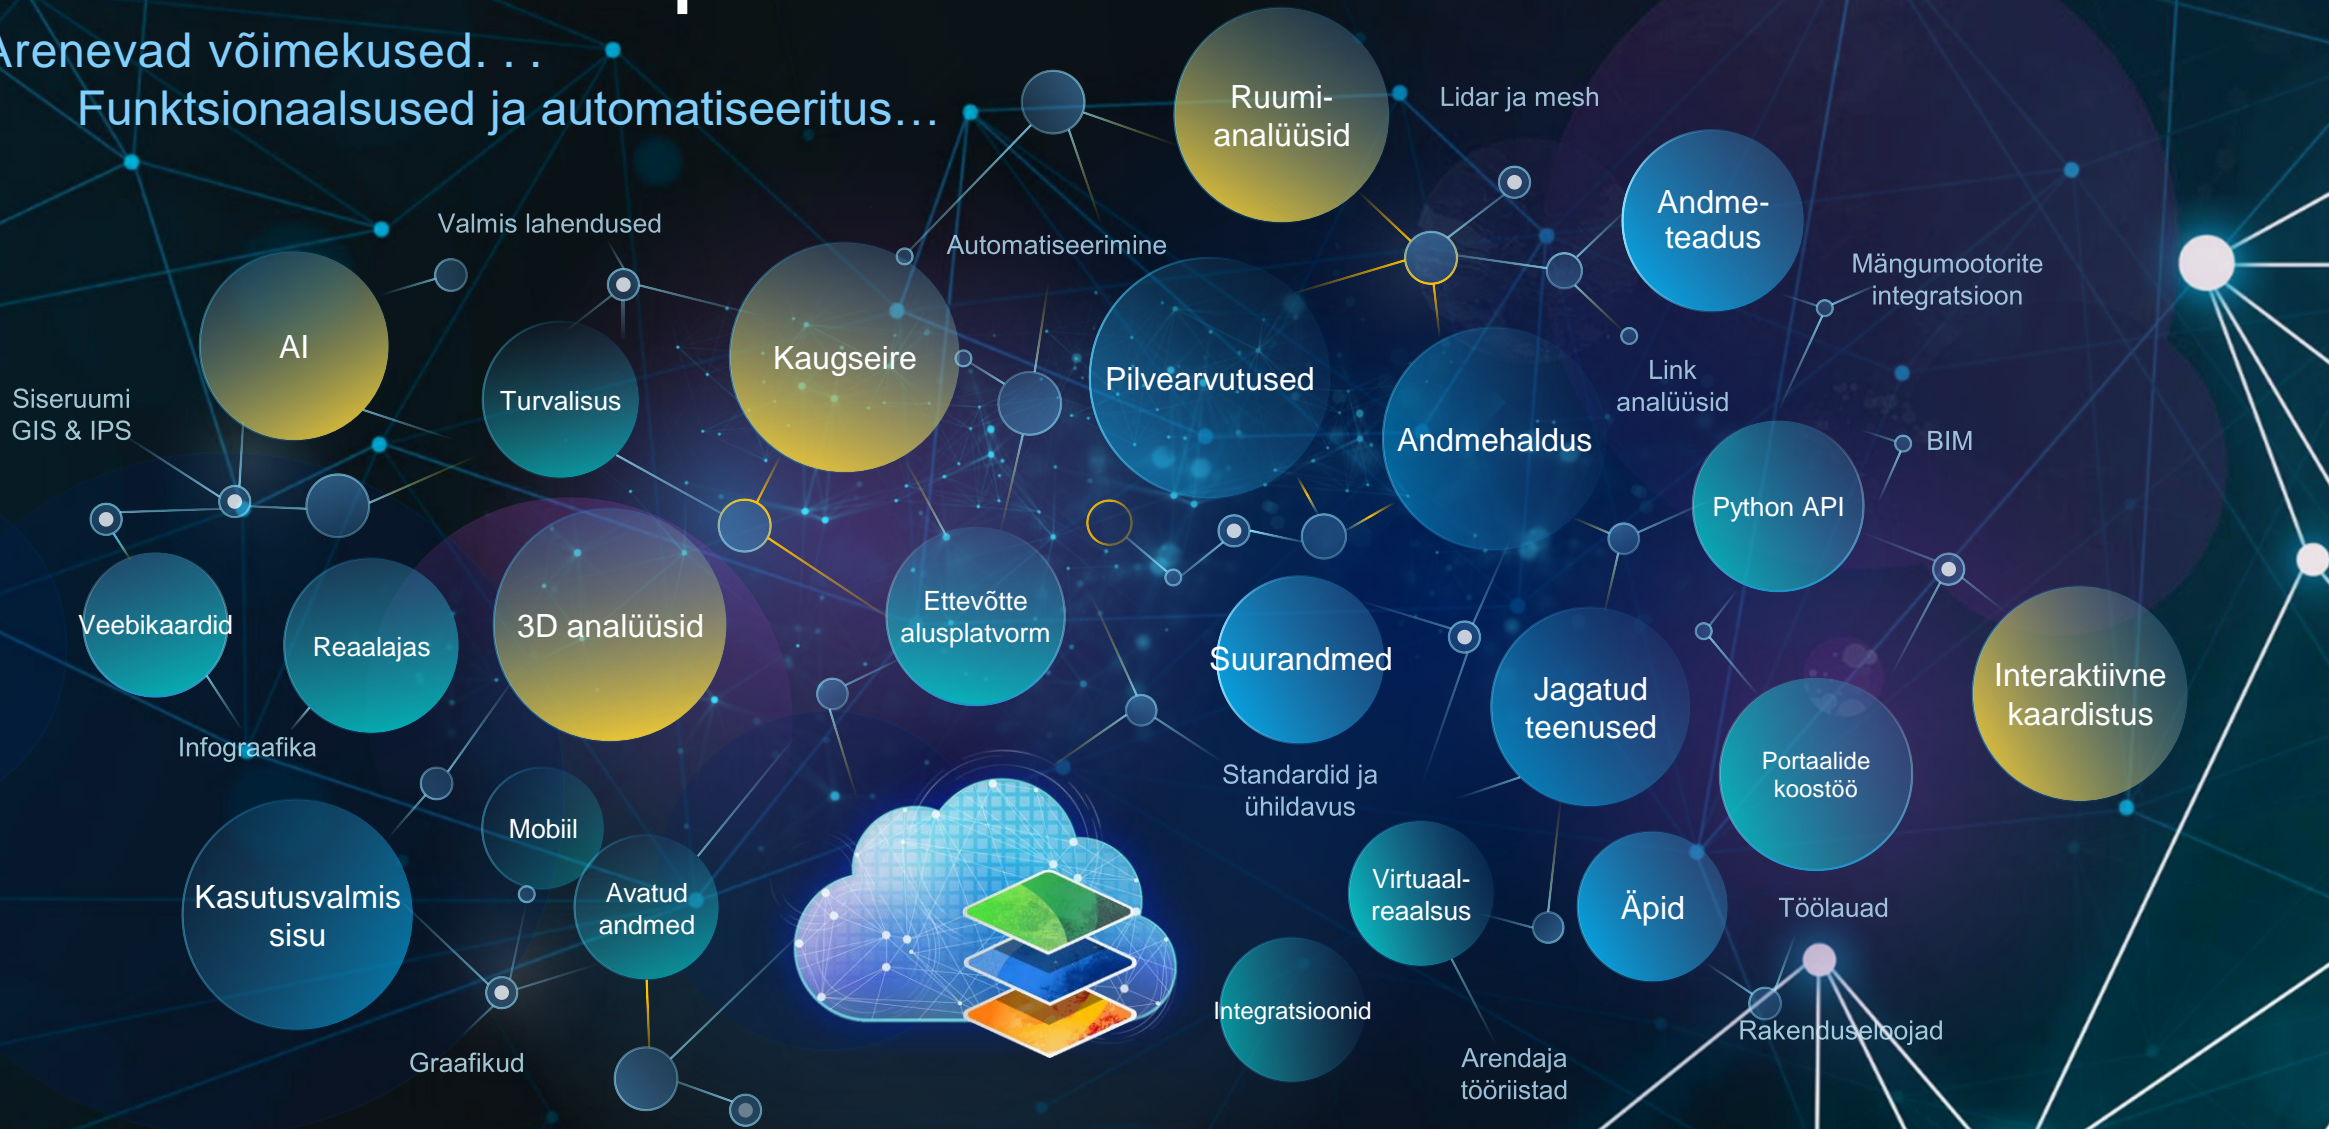 Arenevad võimekused. . .
Funktsionaalsused ja automatiseeritus…
Ruumi-
analüüsid
Lidar ja mesh
Andme-
teadus
Valmis lahendused
Automatiseerimine
Mängumootorite
integratsioon
AI
Kaugseire
Pilvearvutused
Link
analüüsid
Turvalisus
Siseruumi
GIS & IPS
Andmehaldus
BIM
Python API
Veebikaardid
Reaalajas
3D analüüsid
Ettevõtte
alusplatvorm
Suurandmed
Jagatud
teenused
Interaktiivne
kaardistus
Infograafika
Standardid ja
ühildavus
Portaalide
koostöö
Mobiil
Kasutusvalmis
sisu
Avatud
andmed
Virtuaal-
reaalsus
Äpid
Töölauad
Integratsioonid
Rakenduseloojad
Graafikud
Arendaja
tööriistad